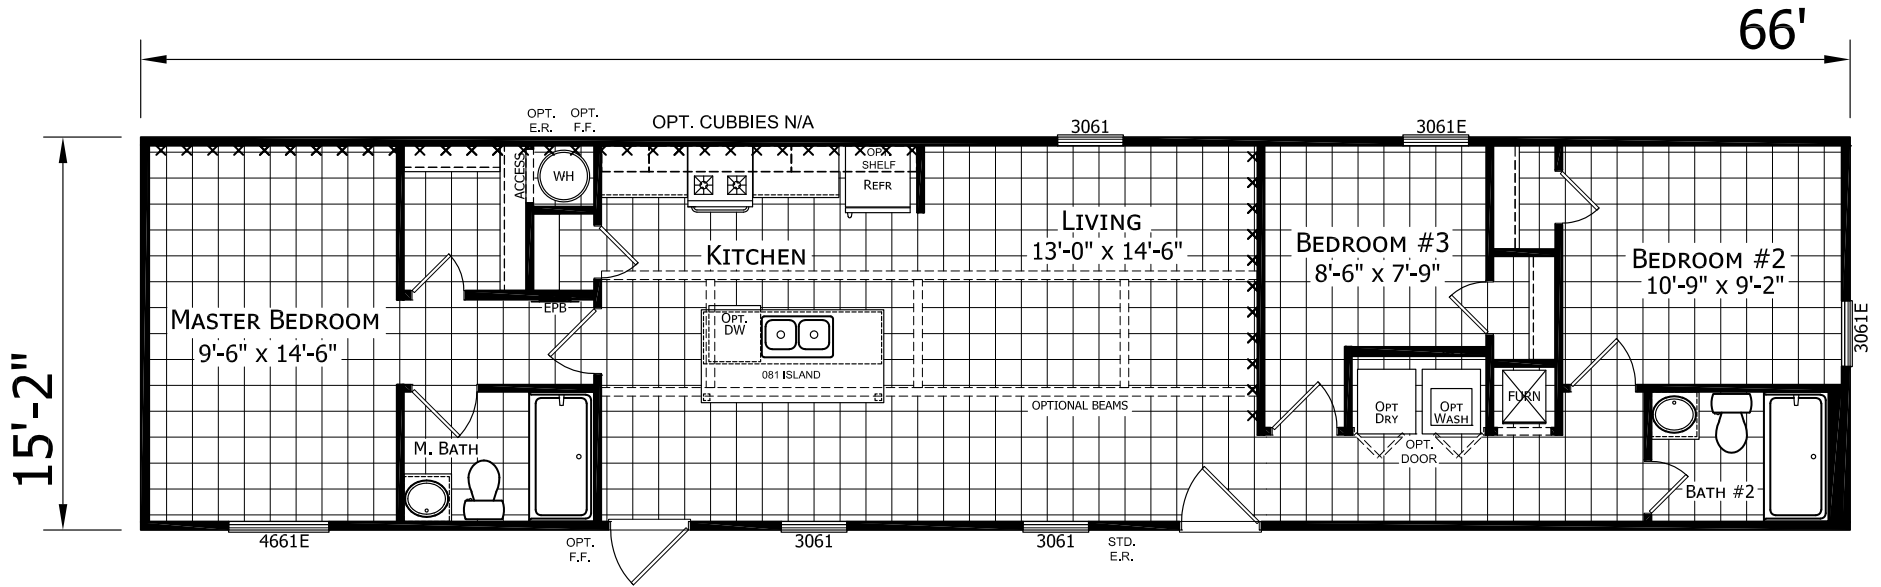 66'
15'-2"
OPT.
E.R.
OPT.
F.F.
OPT. CUBBIES N/A
3061
3061E
ACCESS
WH
OPT
SHELF
REFR
LIVING
13'-0" x 14'-6"
KITCHEN
BEDROOM #3
8'-6" x 7'-9"
BEDROOM #2
10'-9" x 9'-2"
MASTER BEDROOM
9'-6" x 14'-6"
EPB
OPT.
DW
081 ISLAND
3061E
OPTIONAL BEAMS
OPT
DRY
OPT
WASH
FURN
OPT.
DOOR
M. BATH
BATH #2
4661E
OPT.
F.F.
3061
3061
STD.
E.R.